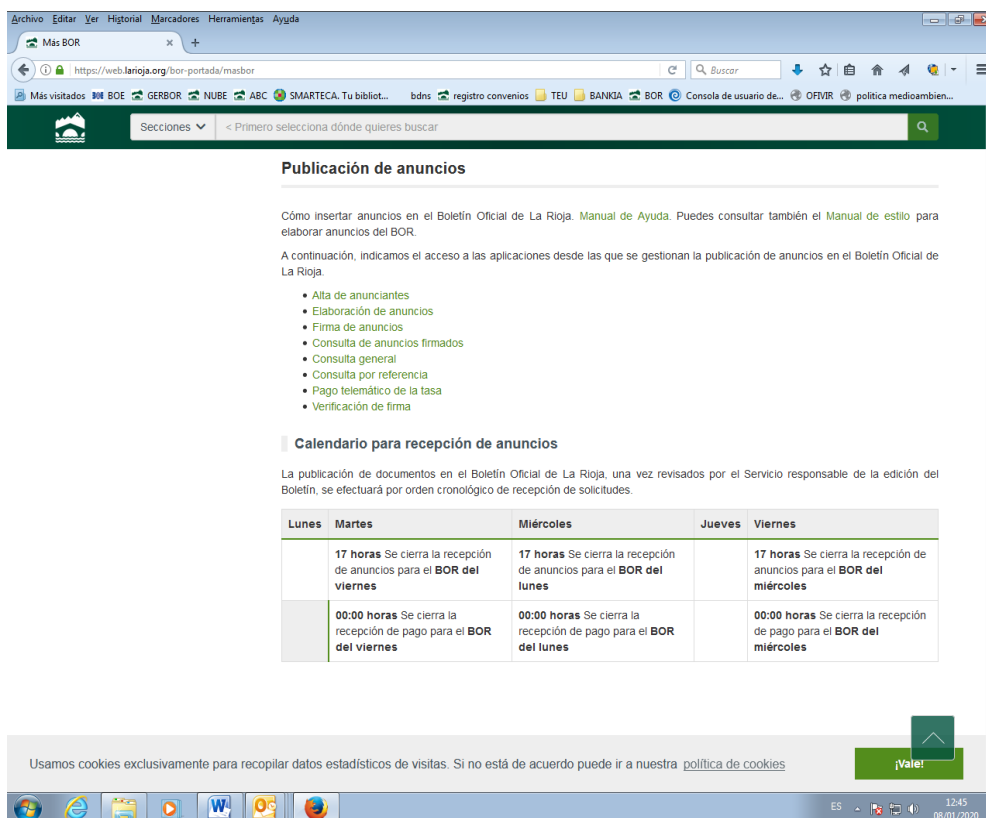 Archivo Editar Ver Historial Marcadores Herramientas Ayuda
Más BOR × +
https://web.larioja.org/bor-portada/masbor
Buscar
Más visitados BOE GERBOR NUBE ABC SMARTECA. Tu bibliot... bdns registro convenios TEU BANKIA BOR Consola de usuario de... OFIVIR politica medioambien...
Secciones < Primero selecciona dónde quieres buscar
Publicación de anuncios
Cómo insertar anuncios en el Boletín Oficial de La Rioja. Manual de Ayuda. Puedes consultar también el Manual de estilo para
elaborar anuncios del BOR.
A continuación, indicamos el acceso a las aplicaciones desde las que se gestionan la publicación de anuncios en el Boletín Oficial de
La Rioja.
• Alta de anunciantes
• Elaboración de anuncios
• Firma de anuncios
• Consulta de anuncios firmados
• Consulta general
• Consulta por referencia
• Pago telemático de la tasa
• Verificación de firma
Calendario para recepción de anuncios
La publicación de documentos en el Boletín Oficial de La Rioja, una vez revisados por el Servicio responsable de la edición del
Boletín, se efectuará por orden cronológico de recepción de solicitudes.
Lunes Martes Miércoles Jueves Viernes
17 horas Se cierra la recepción
de anuncios para el BOR del
viernes
17 horas Se cierra la recepción
de anuncios para el BOR del
lunes
17 horas Se cierra la recepción de
anuncios para el BOR del
miércoles
00:00 horas Se cierra la
recepción de pago para el BOR
del viernes
00:00 horas Se cierra la
recepción de pago para el BOR
del lunes
00:00 horas Se cierra la recepción
de pago para el BOR del
miércoles
Usamos cookies exclusivamente para recopilar datos estadísticos de visitas. Si no está de acuerdo puede ir a nuestra política de cookies
¡Vale!
ES
12:45
08/01/2020